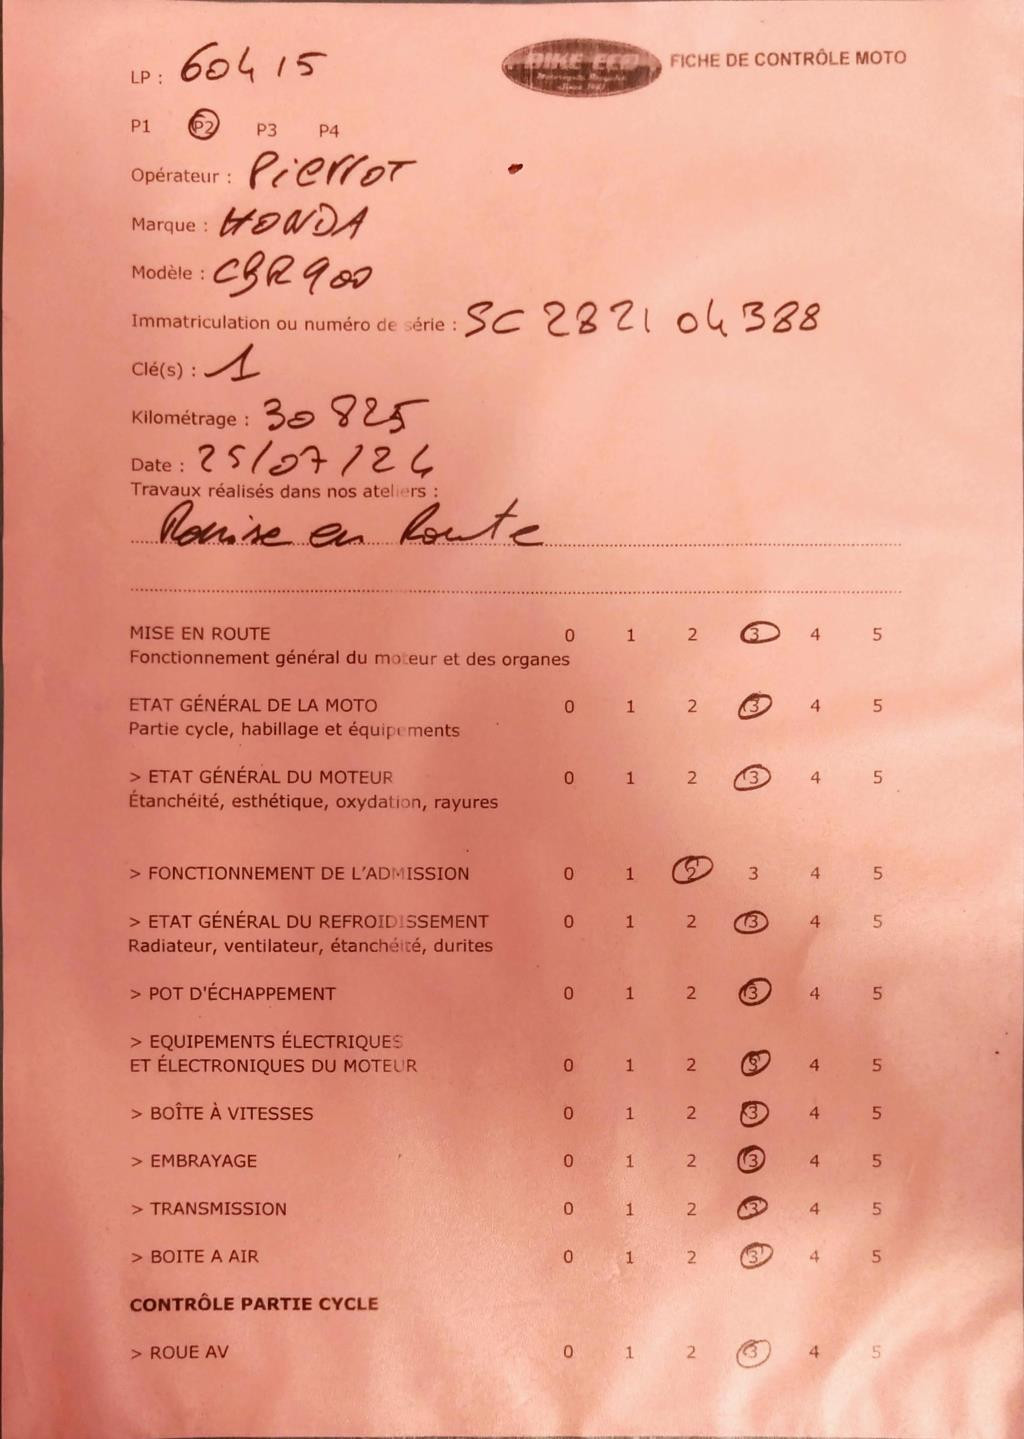 LP : 60415
BIKE-ECO
FICHE DE CONTRÔLE MOTO
Motorcycles Recycler
Since 1981
P1 P2 P3 P4
Opérateur : Pierrot
Marque : HONDA
Modèle : CBR 900
Immatriculation ou numéro de série : SC 2821 04388
Clé(s) : 1
Kilométrage : 30 825
Date : 25/07/24
Travaux réalisés dans nos ateliers :
Remise en Route
MISE EN ROUTE 0 1 2 3 4 5
Fonctionnement général du moteur et des organes
ETAT GÉNÉRAL DE LA MOTO 0 1 2 3 4 5
Partie cycle, habillage et équipements
> ETAT GÉNÉRAL DU MOTEUR 0 1 2 3 4 5
Étanchéité, esthétique, oxydation, rayures
> FONCTIONNEMENT DE L'ADMISSION 0 1 2 3 4 5
> ETAT GÉNÉRAL DU REFROIDISSEMENT 0 1 2 3 4 5
Radiateur, ventilateur, étanchéité, durites
> POT D'ÉCHAPPEMENT 0 1 2 3 4 5
> EQUIPEMENTS ÉLECTRIQUES
ET ÉLECTRONIQUES DU MOTEUR 0 1 2 3 4 5
> BOÎTE À VITESSES 0 1 2 3 4 5
> EMBRAYAGE 0 1 2 3 4 5
> TRANSMISSION 0 1 2 3 4 5
> BOITE A AIR 0 1 2 3 4 5
CONTRÔLE PARTIE CYCLE
> ROUE AV 0 1 2 3 4 5